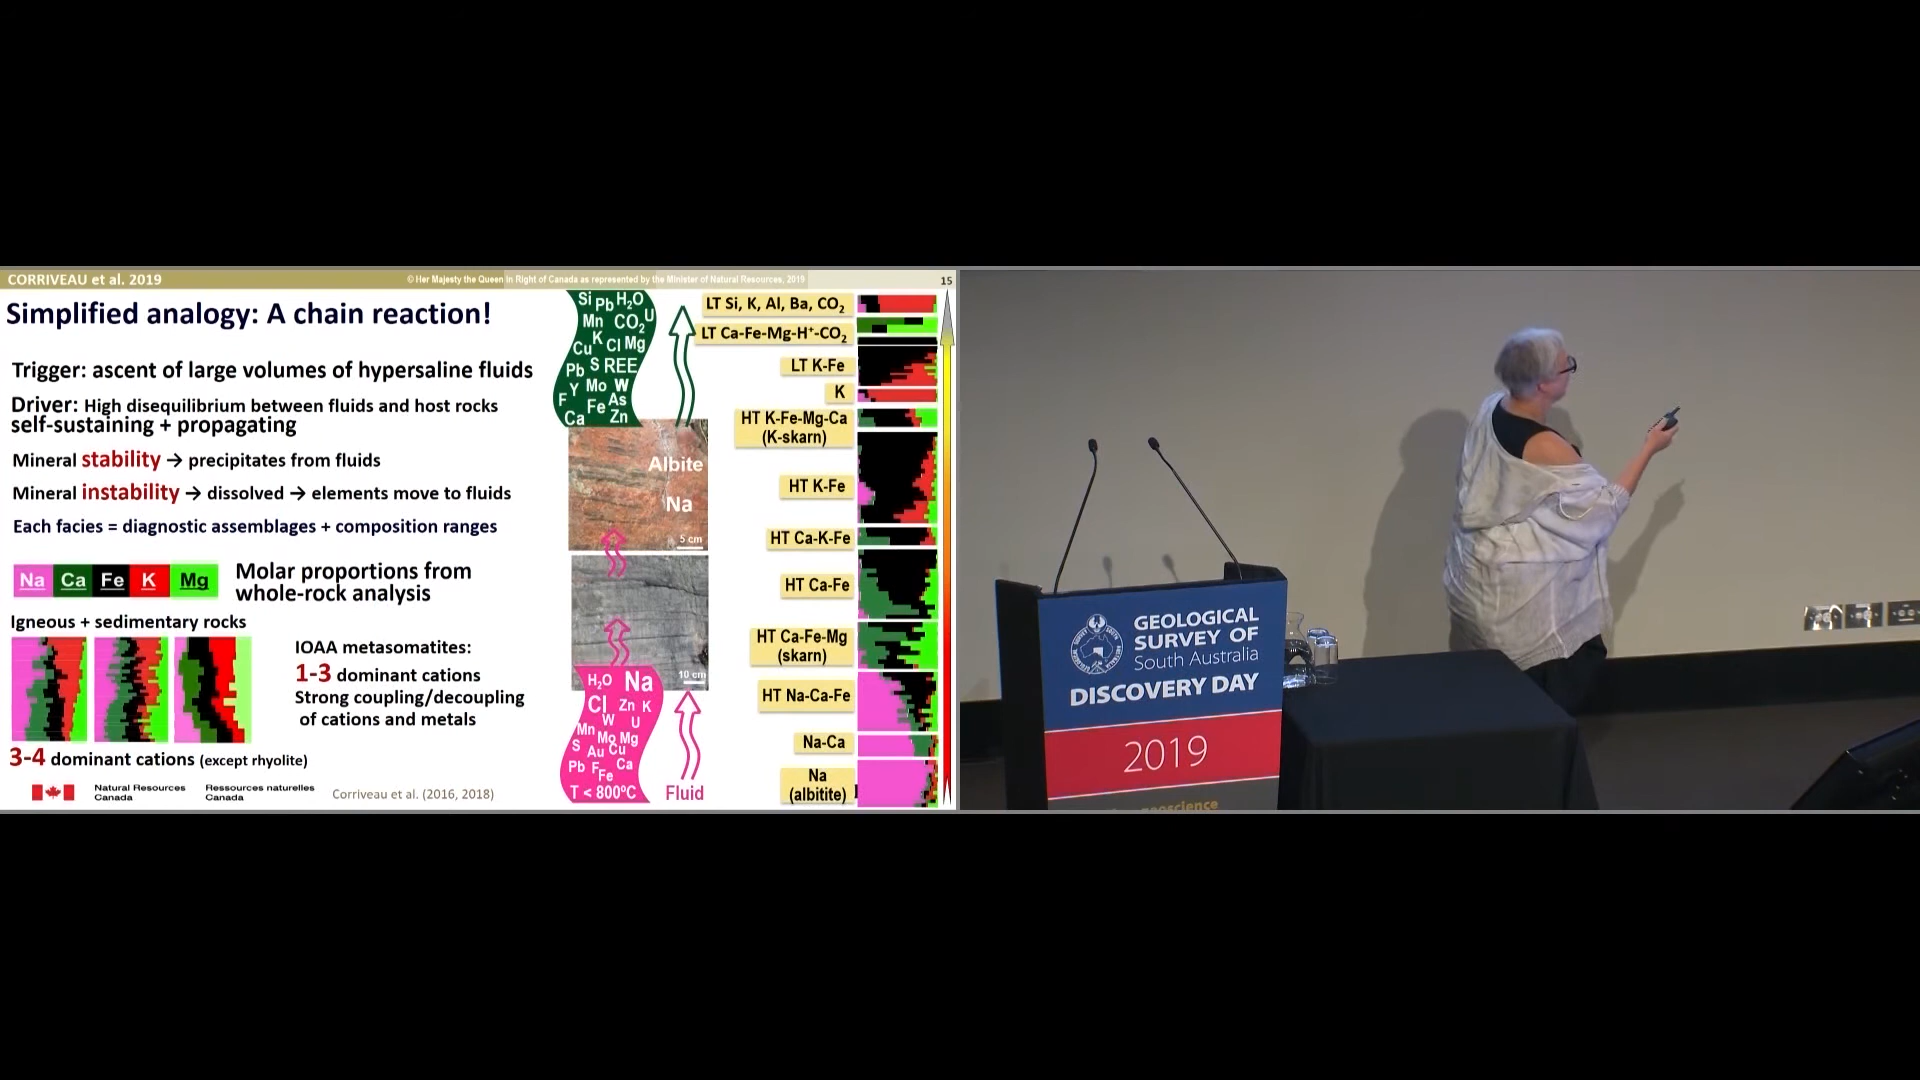 CORRIVEAU et al. 2019
© Her Majesty the Queen in Right of Canada as represented by the Minister of Natural Resources, 2019
15
Simplified analogy: A chain reaction!
Trigger: ascent of large volumes of hypersaline fluids
Driver: High disequilibrium between fluids and host rocks
self-sustaining + propagating
Mineral stability → precipitates from fluids
Mineral instability → dissolved → elements move to fluids
Each facies = diagnostic assemblages + composition ranges
Na Ca Fe K Mg
Molar proportions from
whole-rock analysis
Igneous + sedimentary rocks
IOAA metasomatites:
1-3 dominant cations
Strong coupling/decoupling
of cations and metals
3-4 dominant cations (except rhyolite)
Natural Resources
Canada
Ressources naturelles
Canada
Corriveau et al. (2016, 2018)
Si Pb H₂O
Mn CO₂ U
K
Cu Cl Mg
Pb S REE
Y Mo W
F Fe As
Ca Zn
Albite
Na
5 cm
10 cm
H₂O Na
Cl Zn K
W U
Mn Mo Mg
S Au Cu
Pb F Ca
Fe
T < 800ºC
Fluid
LT Si, K, Al, Ba, CO₂
LT Ca-Fe-Mg-H⁺-CO₂
LT K-Fe
K
HT K-Fe-Mg-Ca
(K-skarn)
HT K-Fe
HT Ca-K-Fe
HT Ca-Fe
HT Ca-Fe-Mg
(skarn)
HT Na-Ca-Fe
Na-Ca
Na
(albitite)
GEOLOGICAL
SURVEY OF
South Australia
DISCOVERY DAY
2019